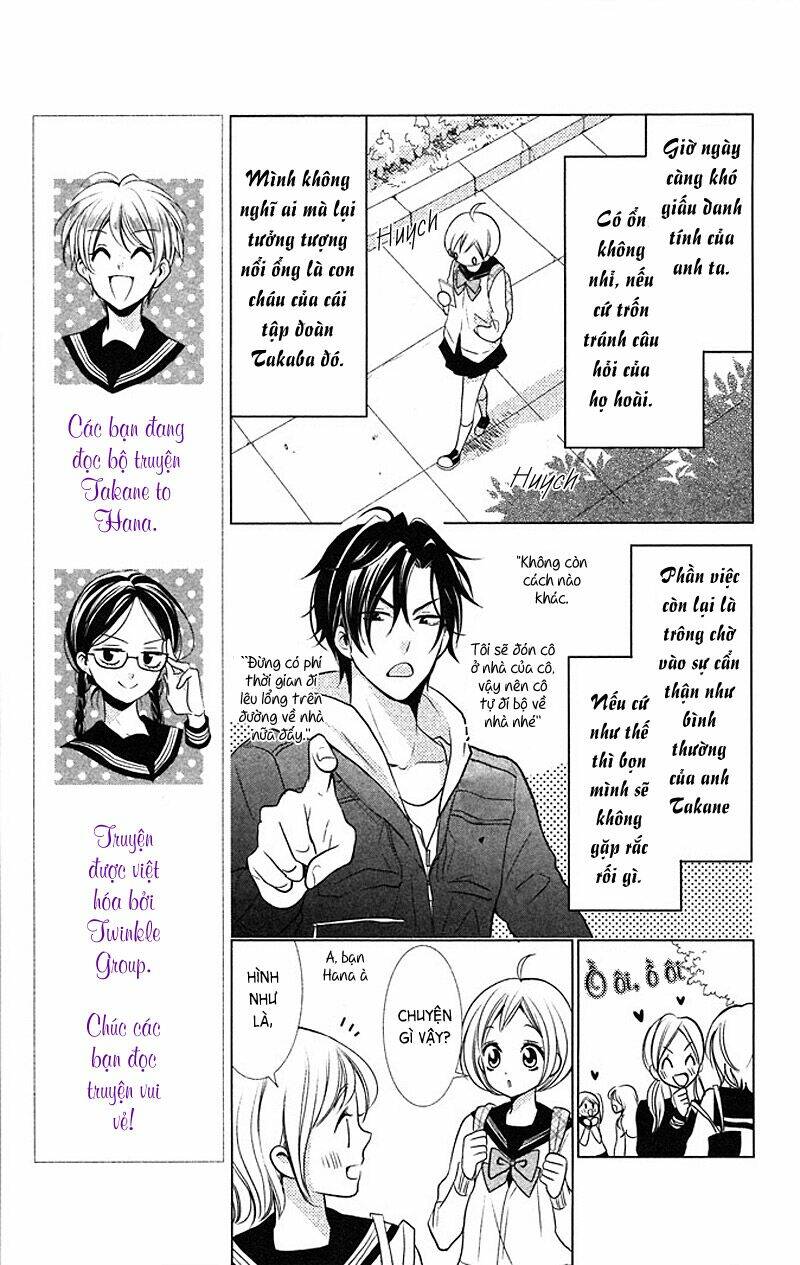 Giờ ngày
càng khó
giấu danh
tính của
anh ta.
Có ổn
không
nhỉ, nếu
cứ trốn
tránh câu
hỏi của
họ hoài.
Mình không
nghĩ ai mà lại
tưởng tượng
nổi ổng là con
cháu của cái
tập đoàn
Takaba đó.
Huỵch
Huỵch
Phần việc
còn lại là
trông chờ
vào sự cẩn
thận như
bình
thường
của anh
Takane
Nếu cứ
như thế
thì bọn
mình sẽ
không
gặp rắc
rối gì.
"Không còn
cách nào
khác.
Tôi sẽ đón cô
ở nhà của cô,
vậy nên cô
tự đi bộ về
nhà nhé"
"Đừng có phí
thời gian đi
lêu lổng trên
đường về nhà
nữa đấy."
Ồ ôi, ồ ôi
CHUYỆN
GÌ VẬY?
A, bạn
Hana à
HÌNH
NHƯ
LÀ,
Các bạn đang
đọc bộ truyện
Takane to
Hana.
Truyện
được việt
hóa bởi
Twinkle
Group.
Chúc các
bạn đọc
truyện vui
vẻ!